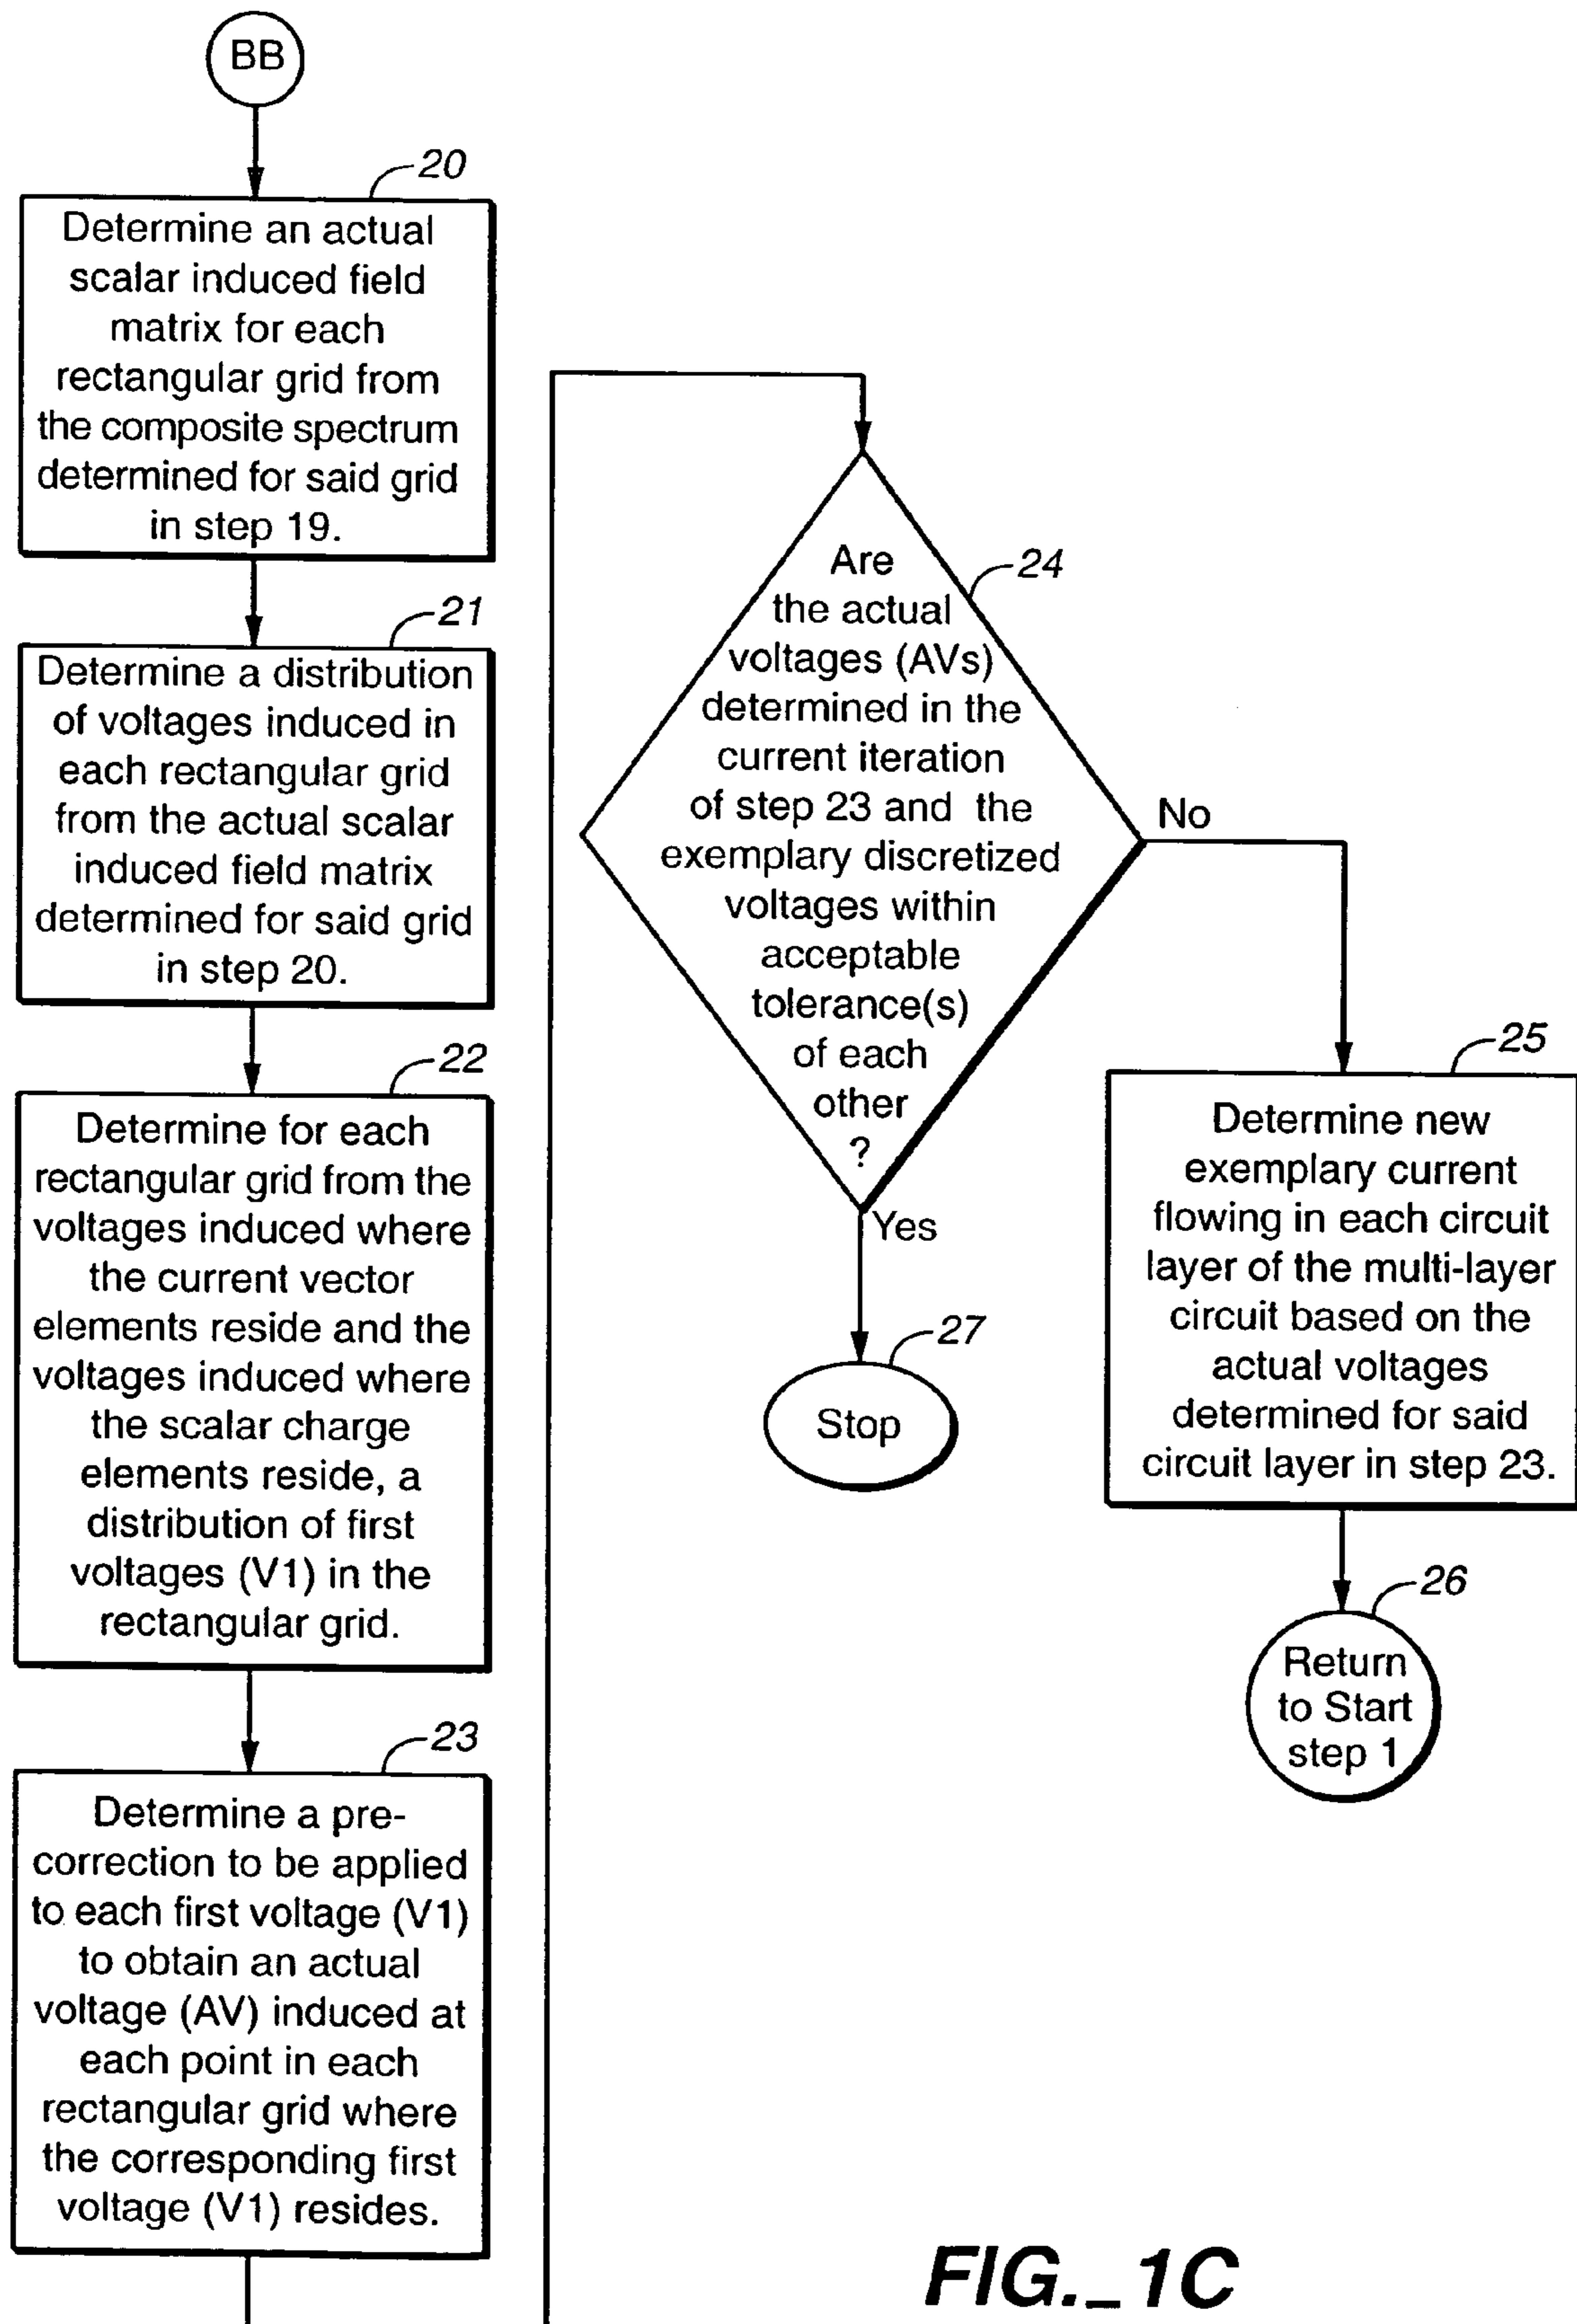 BB
20
Determine an actual
scalar induced field
matrix for each
rectangular grid from
the composite spectrum
determined for said grid
in step 19.
21
Determine a distribution
of voltages induced in
each rectangular grid
from the actual scalar
induced field matrix
determined for said grid
in step 20.
22
Determine for each
rectangular grid from the
voltages induced where
the current vector
elements reside and the
voltages induced where
the scalar charge
elements reside, a
distribution of first
voltages (V1) in the
rectangular grid.
23
Determine a pre-
correction to be applied
to each first voltage (V1)
to obtain an actual
voltage (AV) induced at
each point in each
rectangular grid where
the corresponding first
voltage (V1) resides.
24
Are
the actual
voltages (AVs)
determined in the
current iteration
of step 23 and the
exemplary discretized
voltages within
acceptable
tolerance(s)
of each
other
?
No
Yes
27
Stop
25
Determine new
exemplary current
flowing in each circuit
layer of the multi-layer
circuit based on the
actual voltages
determined for said
circuit layer in step 23.
26
Return
to Start
step 1
FIG._1C